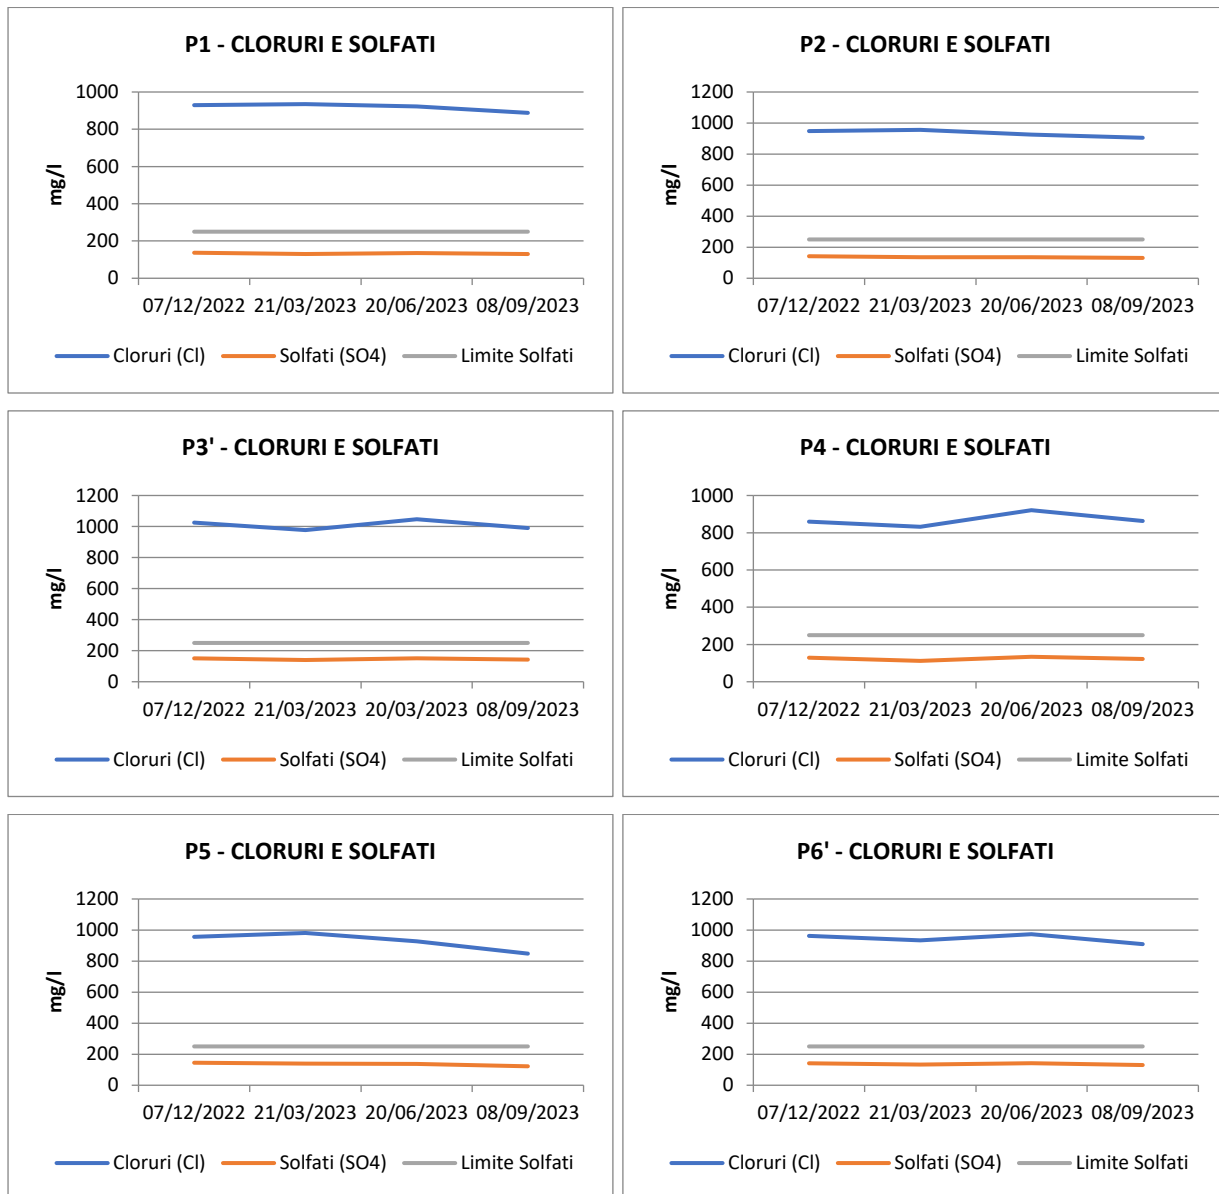 P1 - CLORURI E SOLFATI
1000
800
600
400
200
0
mg/l
07/12/2022 21/03/2023 20/06/2023 08/09/2023
Cloruri (Cl) Solfati (SO4) Limite Solfati
P2 - CLORURI E SOLFATI
1200
1000
800
600
400
200
0
mg/l
07/12/2022 21/03/2023 20/06/2023 08/09/2023
Cloruri (Cl) Solfati (SO4) Limite Solfati
P3' - CLORURI E SOLFATI
1200
1000
800
600
400
200
0
mg/l
07/12/2022 21/03/2023 20/03/2023 08/09/2023
Cloruri (Cl) Solfati (SO4) Limite Solfati
P4 - CLORURI E SOLFATI
1000
800
600
400
200
0
mg/l
07/12/2022 21/03/2023 20/06/2023 08/09/2023
Cloruri (Cl) Solfati (SO4) Limite Solfati
P5 - CLORURI E SOLFATI
1200
1000
800
600
400
200
0
mg/l
07/12/2022 21/03/2023 20/06/2023 08/09/2023
Cloruri (Cl) Solfati (SO4) Limite Solfati
P6' - CLORURI E SOLFATI
1200
1000
800
600
400
200
0
mg/l
07/12/2022 21/03/2023 20/06/2023 08/09/2023
Cloruri (Cl) Solfati (SO4) Limite Solfati